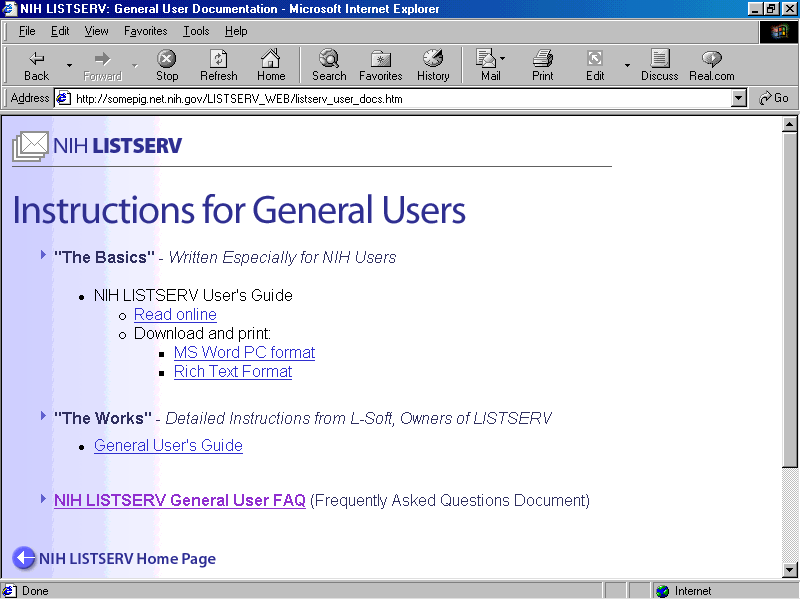 NIH LISTSERV: General User Documentation - Microsoft Internet Explorer
File Edit View Favorites Tools Help
Back Forward Stop Refresh Home Search Favorites History Mail Print Edit Discuss Real.com
Address http://somepig.net.nih.gov/LISTSERV_WEB/listserv_user_docs.htm Go
NIH LISTSERV
Instructions for General Users
"The Basics" - Written Especially for NIH Users
NIH LISTSERV User's Guide
Read online
Download and print:
MS Word PC format
Rich Text Format
"The Works" - Detailed Instructions from L-Soft, Owners of LISTSERV
General User's Guide
NIH LISTSERV General User FAQ (Frequently Asked Questions Document)
NIH LISTSERV Home Page
Done Internet